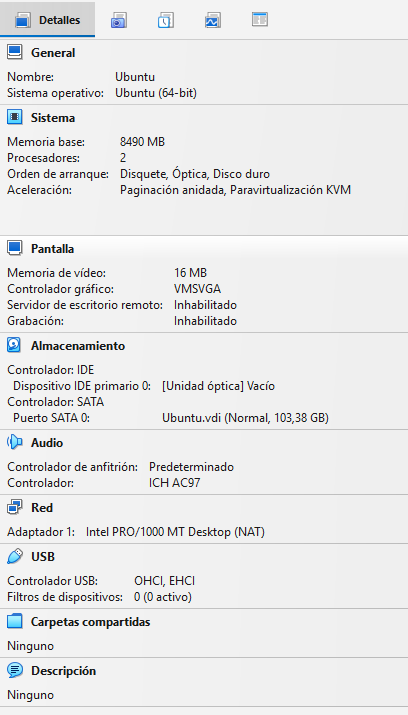 Detalles
General
Nombre: Ubuntu
Sistema operativo: Ubuntu (64-bit)
Sistema
Memoria base: 8490 MB
Procesadores: 2
Orden de arranque: Disquete, Óptica, Disco duro
Aceleración: Paginación anidada, Paravirtualización KVM
Pantalla
Memoria de vídeo: 16 MB
Controlador gráfico: VMSVGA
Servidor de escritorio remoto: Inhabilitado
Grabación: Inhabilitado
Almacenamiento
Controlador: IDE
Dispositivo IDE primario 0: [Unidad óptica] Vacío
Controlador: SATA
Puerto SATA 0: Ubuntu.vdi (Normal, 103,38 GB)
Audio
Controlador de anfitrión: Predeterminado
Controlador: ICH AC97
Red
Adaptador 1: Intel PRO/1000 MT Desktop (NAT)
USB
Controlador USB: OHCI, EHCI
Filtros de dispositivos: 0 (0 activo)
Carpetas compartidas
Ninguno
Descripción
Ninguno